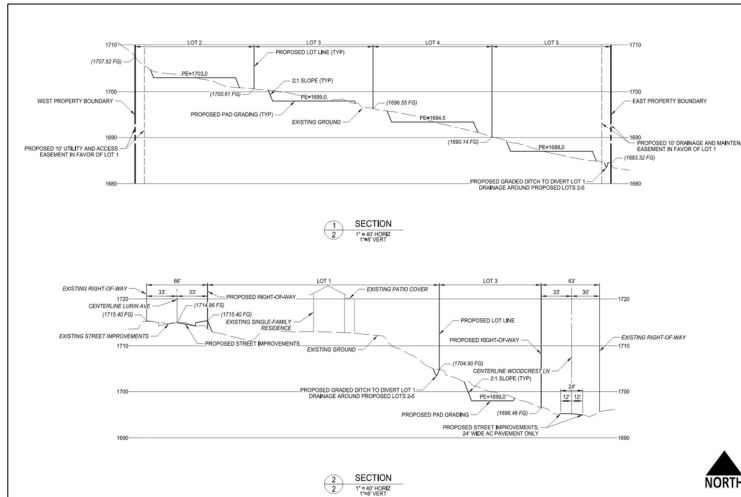 LOT 2
LOT 3
LOT 4
LOT 5
1710
1710
(1707.52 FG)
PROPOSED LOT LINE (TYP)
PE=1703.0
2:1 SLOPE (TYP)
1700
1700
(1700.61 FG)
PE=1699.0
(1696.55 FG)
WEST PROPERTY BOUNDARY
PROPOSED PAD GRADING (TYP)
EAST PROPERTY BOUNDARY
EXISTING GROUND
PE=1694.5
1690
1690
(1690.14 FG)
PROPOSED 10' UTILITY AND ACCESS
EASEMENT IN FAVOR OF LOT 1
PE=1688.0
PROPOSED 10' DRAINAGE AND MAINTENA
EASEMENT IN FAVOR OF LOT 1
(1683.32 FG)
1680
1680
PROPOSED GRADED DITCH TO DIVERT LOT 1
DRAINAGE AROUND PROPOSED LOTS 2-5
1
2
SECTION
1" = 40' HORIZ
1"=8' VERT
EXISTING RIGHT-OF-WAY
66'
LOT 1
LOT 3
63'
33'
33'
33'
30'
PROPOSED RIGHT-OF-WAY
EXISTING PATIO COVER
CENTERLINE LURIN AVE
1720
1720
(1714.96 FS)
(1715.40 FG)
(1715.40 FG)
EXISTING SINGLE-FAMILY
RESIDENCE
PROPOSED LOT LINE
EXISTING STREET IMPROVEMENTS
PROPOSED STREET IMPROVEMENTS
PROPOSED RIGHT-OF-WAY
EXISTING RIGHT-OF-WAY
1710
1710
EXISTING GROUND
(1704.90 FG)
CENTERLINE WOODCREST LN
2:1 SLOPE (TYP)
24'
PROPOSED GRADED DITCH TO DIVERT LOT 1
DRAINAGE AROUND PROPOSED LOTS 2-5
12'
12'
1700
1700
PE=1699.0
PROPOSED PAD GRADING
(1696.46 FG)
PROPOSED STREET IMPROVEMENTS,
24' WIDE AC PAVEMENT ONLY
1690
1690
2
2
SECTION
1" = 40' HORIZ
1"=8' VERT
NORTH